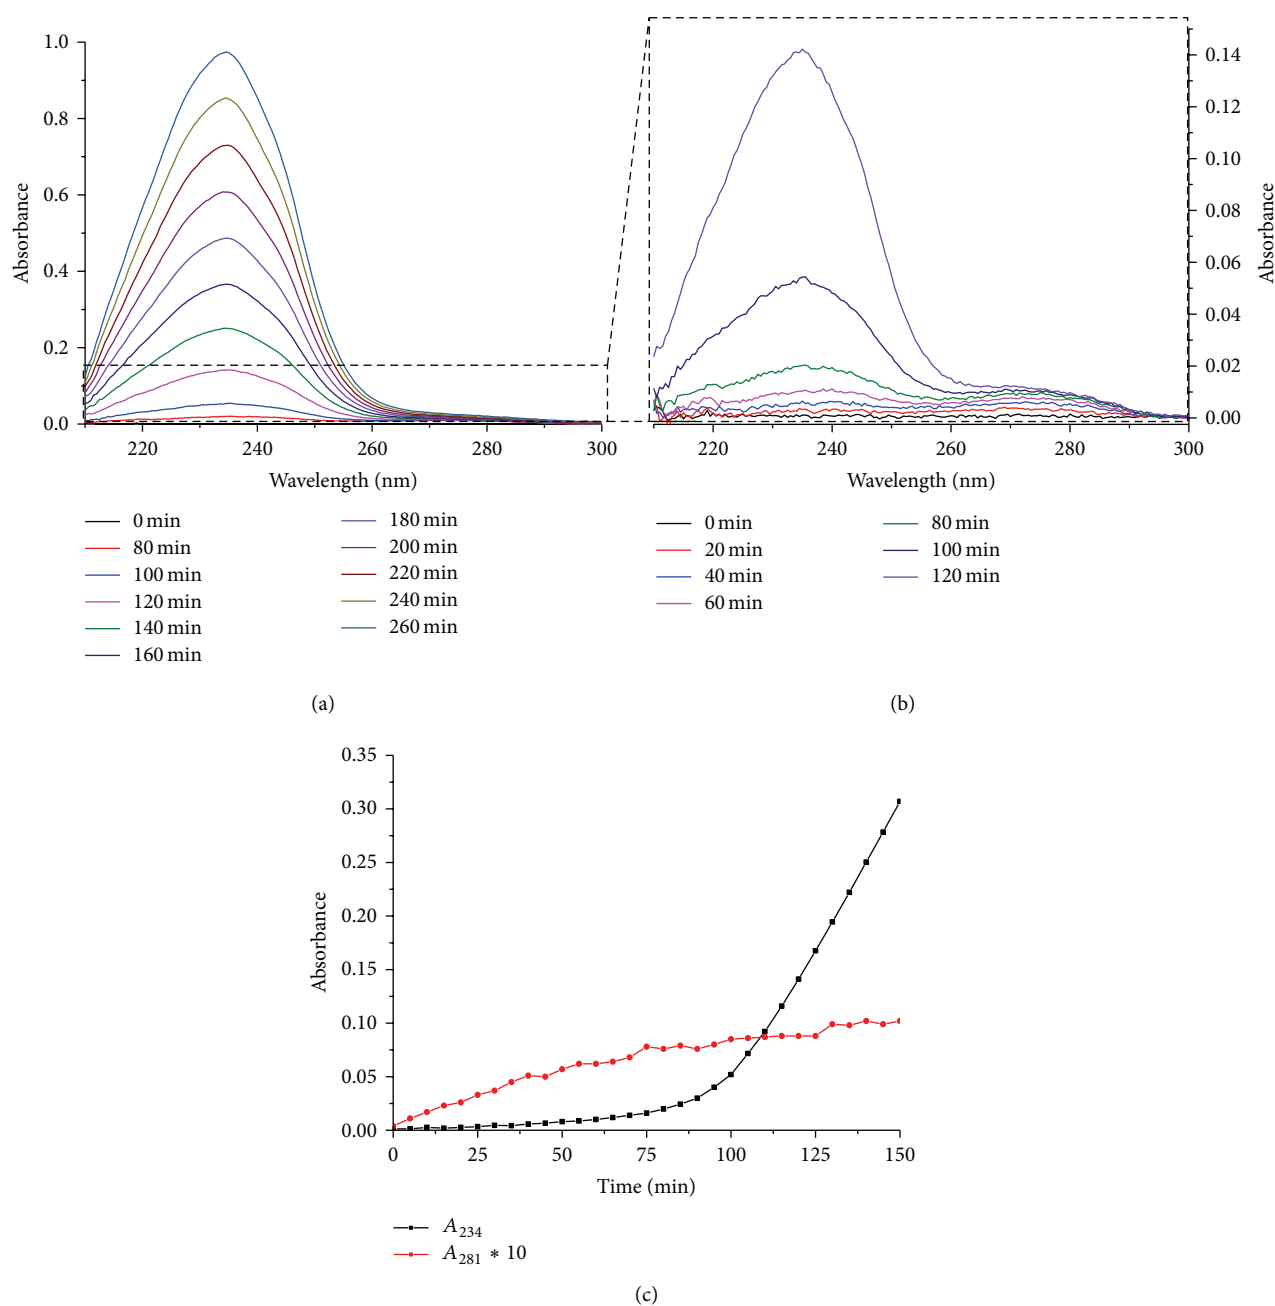 1.0
0.8
0.6
0.4
0.2
0.0
Absorbance
220
240
260
280
300
Wavelength (nm)
0 min
80 min
100 min
120 min
140 min
160 min
180 min
200 min
220 min
240 min
260 min
(a)
0.14
0.12
0.10
0.08
0.06
0.04
0.02
0.00
Absorbance
220
240
260
280
300
Wavelength (nm)
0 min
20 min
40 min
60 min
80 min
100 min
120 min
(b)
0.35
0.30
0.25
0.20
0.15
0.10
0.05
0.00
Absorbance
0
25
50
75
100
125
150
Time (min)
A234
A281 * 10
(c)